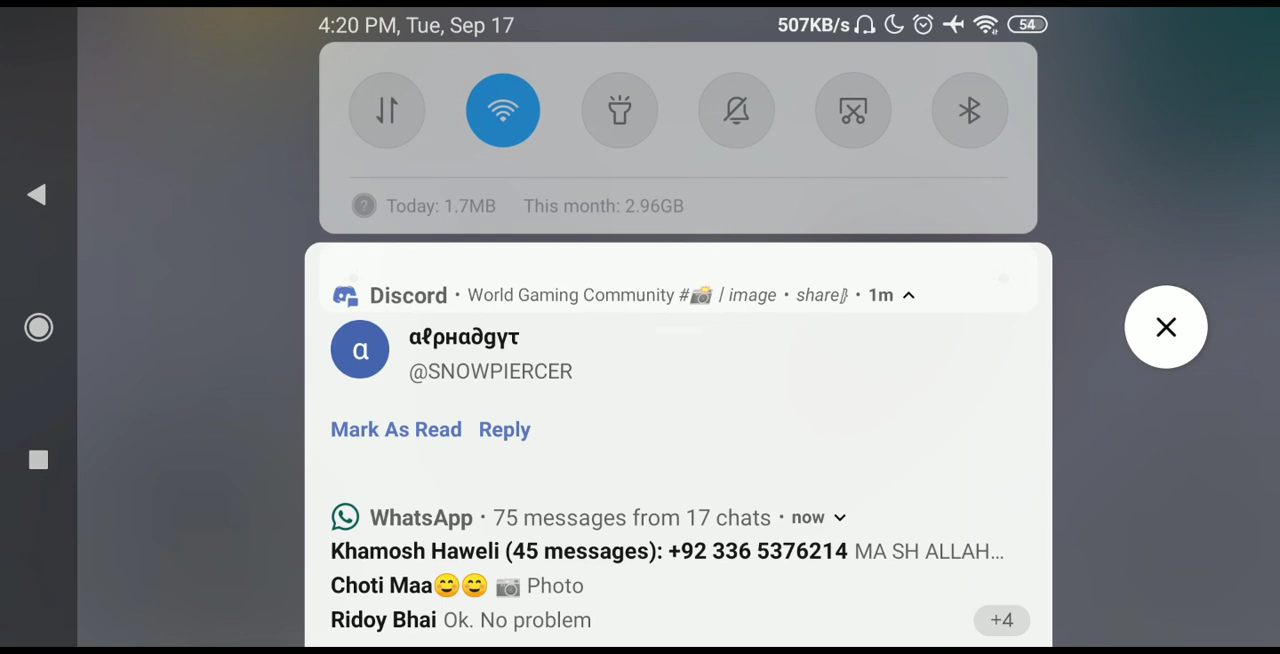 4:20 PM, Tue, Sep 17 507KB/s 54
Today: 1.7MB This month: 2.96GB
Discord · World Gaming Community #📸 / image · share⦄ · 1m
α αℓρнα∂gүт
@SNOWPIERCER
Mark As Read Reply
WhatsApp · 75 messages from 17 chats · now
Khamosh Haweli (45 messages): +92 336 5376214 MA SH ALLAH…
Choti Maa😊😊 📷 Photo
Ridoy Bhai Ok. No problem +4